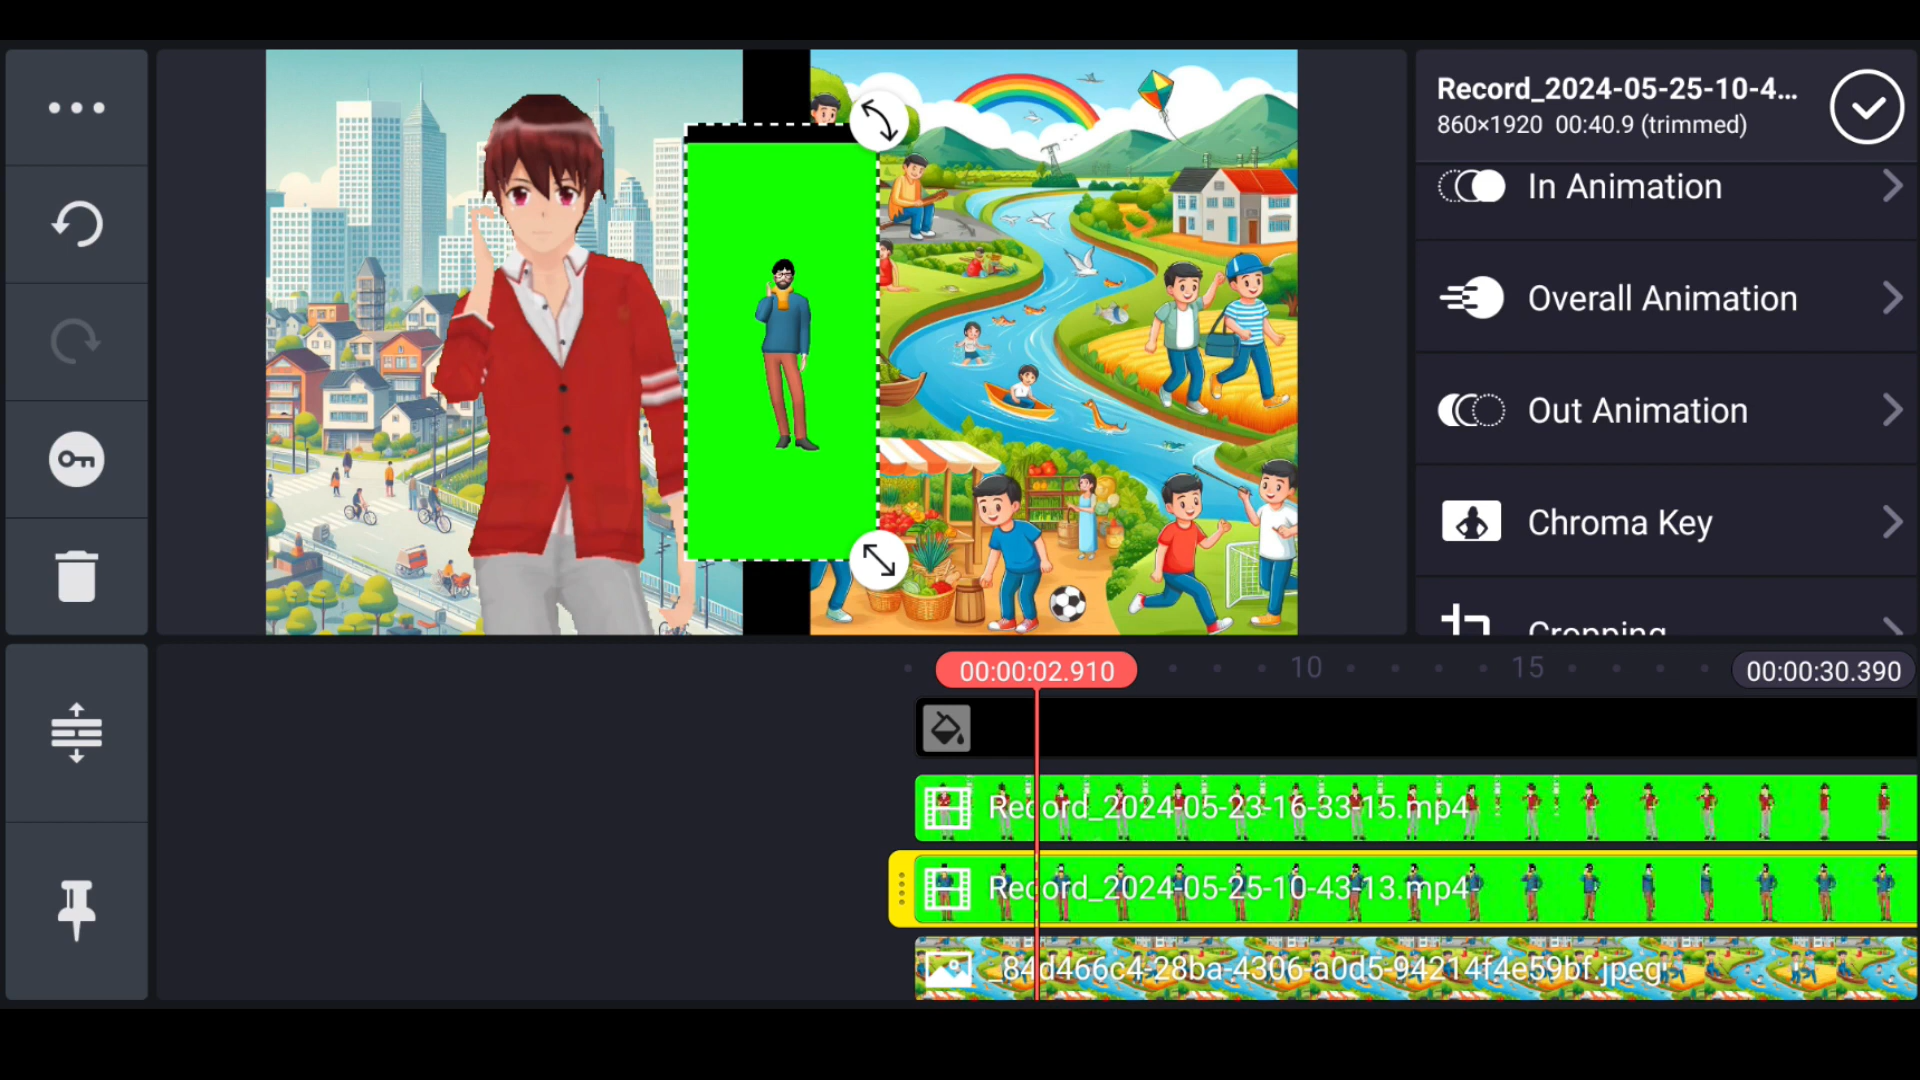 Record_2024-05-25-10-4...
860×1920 00:40.9 (trimmed)
In Animation
Overall Animation
Out Animation
Chroma Key
Cropping
00:00:02.910
10
15
00:00:30.390
Record_2024-05-23-16-33-15.mp4
Record_2024-05-25-10-43-13.mp4
_84d466c4-28ba-4306-a0d5-94214f4e59bf.jpeg